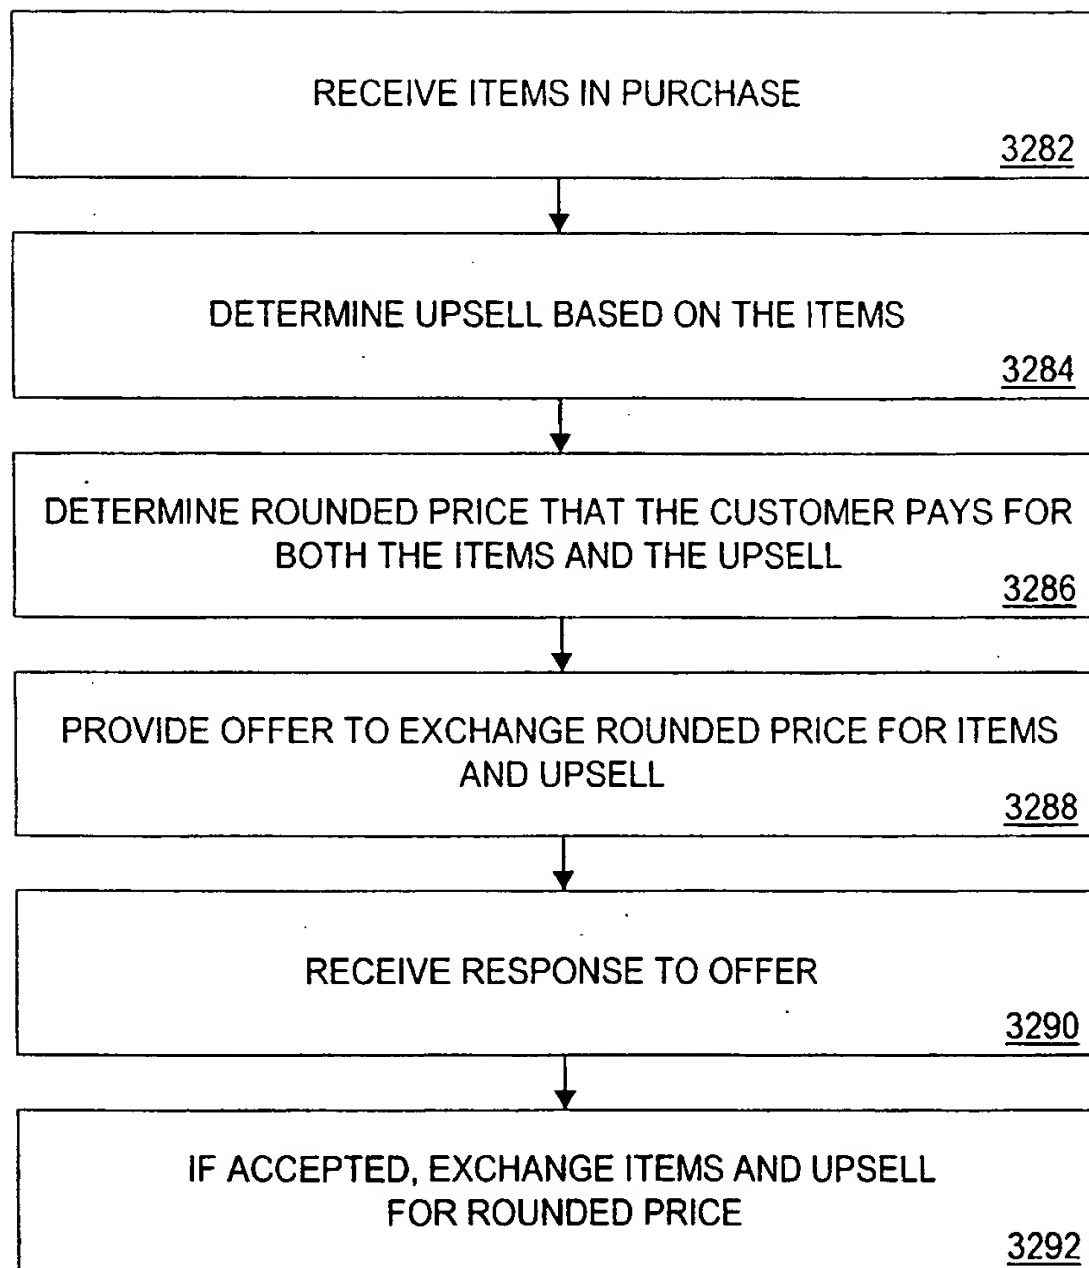 RECEIVE ITEMS IN PURCHASE
3282
DETERMINE UPSELL BASED ON THE ITEMS
3284
DETERMINE ROUNDED PRICE THAT THE CUSTOMER PAYS FOR
BOTH THE ITEMS AND THE UPSELL
3286
PROVIDE OFFER TO EXCHANGE ROUNDED PRICE FOR ITEMS
AND UPSELL
3288
RECEIVE RESPONSE TO OFFER
3290
IF ACCEPTED, EXCHANGE ITEMS AND UPSELL
FOR ROUNDED PRICE
3292